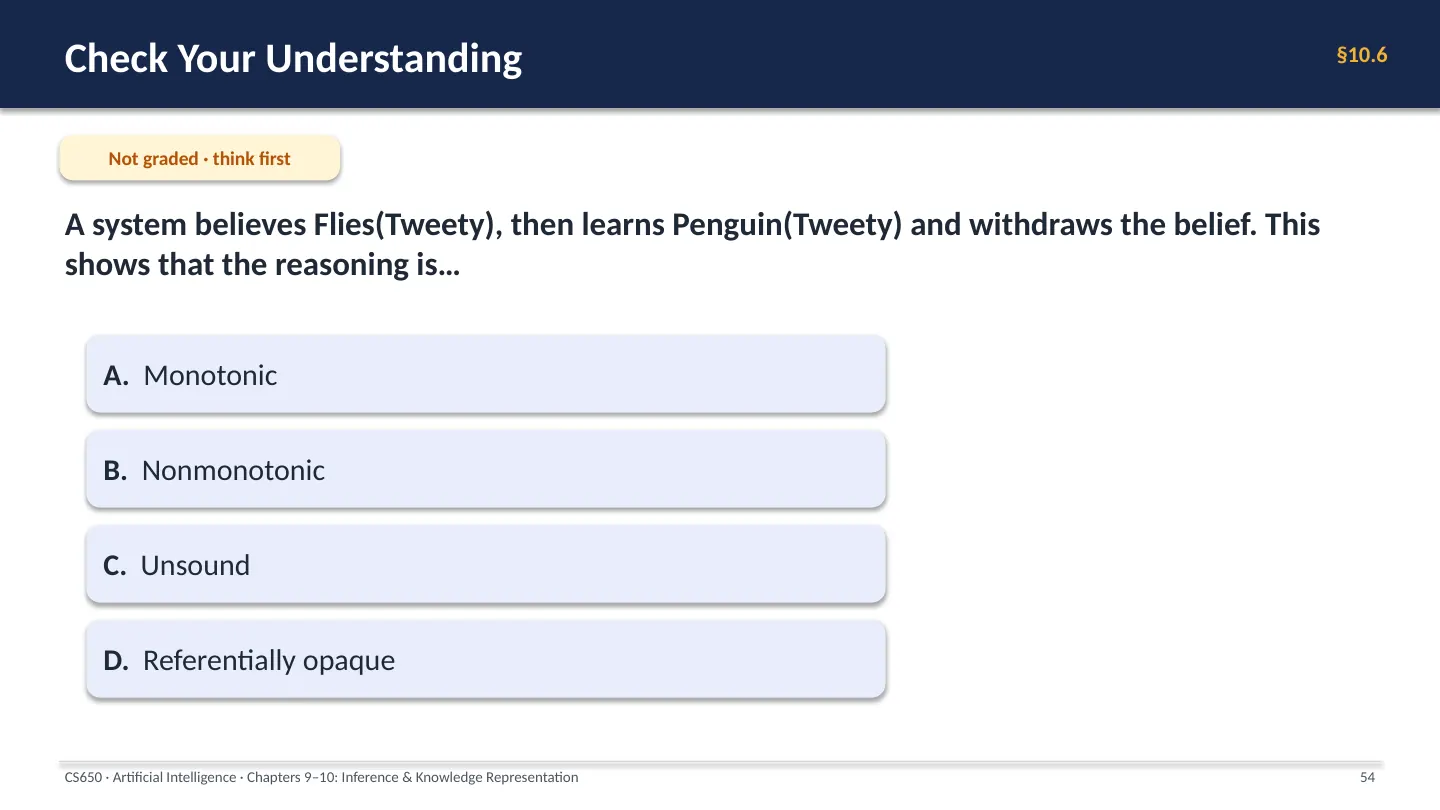 Check Your Understanding
§10.6
Not graded · think first
A system believes Flies(Tweety), then learns Penguin(Tweety) and withdraws the belief. This
shows that the reasoning is…
A. Monotonic
B. Nonmonotonic
C. Unsound
D. Referentially opaque
CS650 · Artificial Intelligence · Chapters 9–10: Inference & Knowledge Representation
54